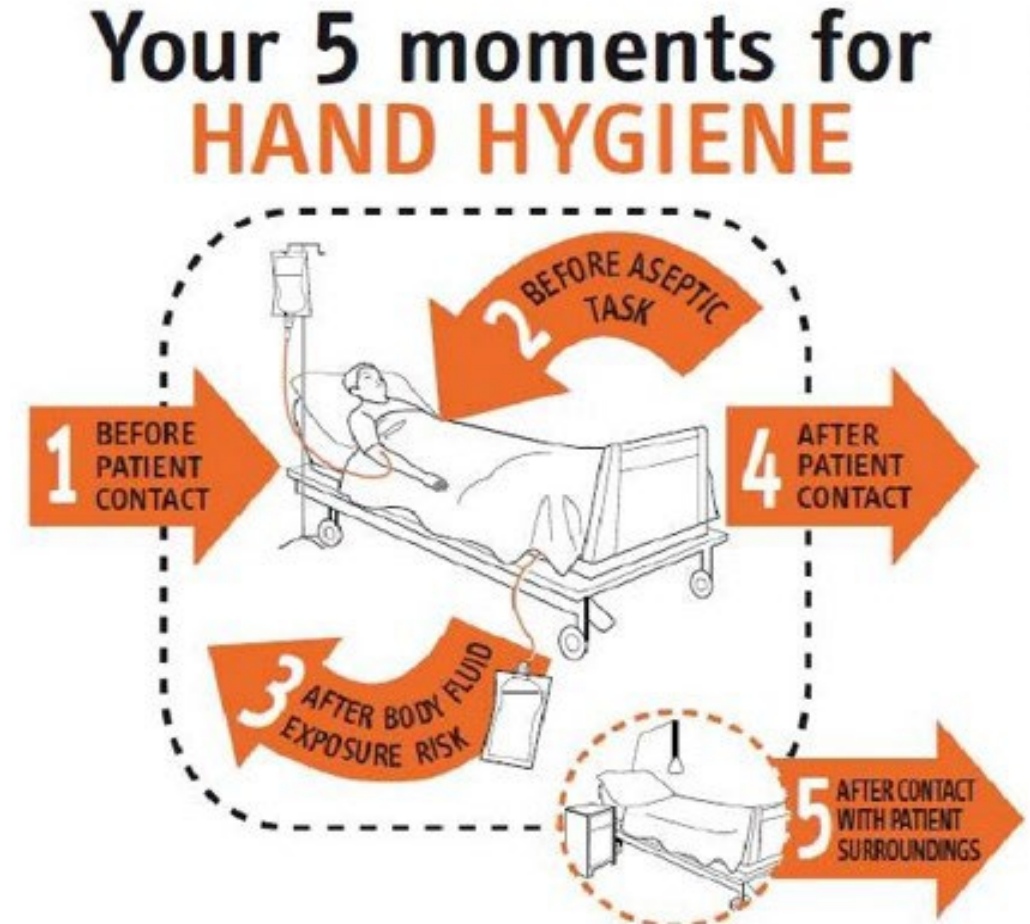 Your 5 moments for
HAND HYGIENE
1 BEFORE
PATIENT
CONTACT
2 BEFORE ASEPTIC
TASK
3 AFTER BODY FLUID
EXPOSURE RISK
4 AFTER
PATIENT
CONTACT
5 AFTER CONTACT
WITH PATIENT
SURROUNDINGS